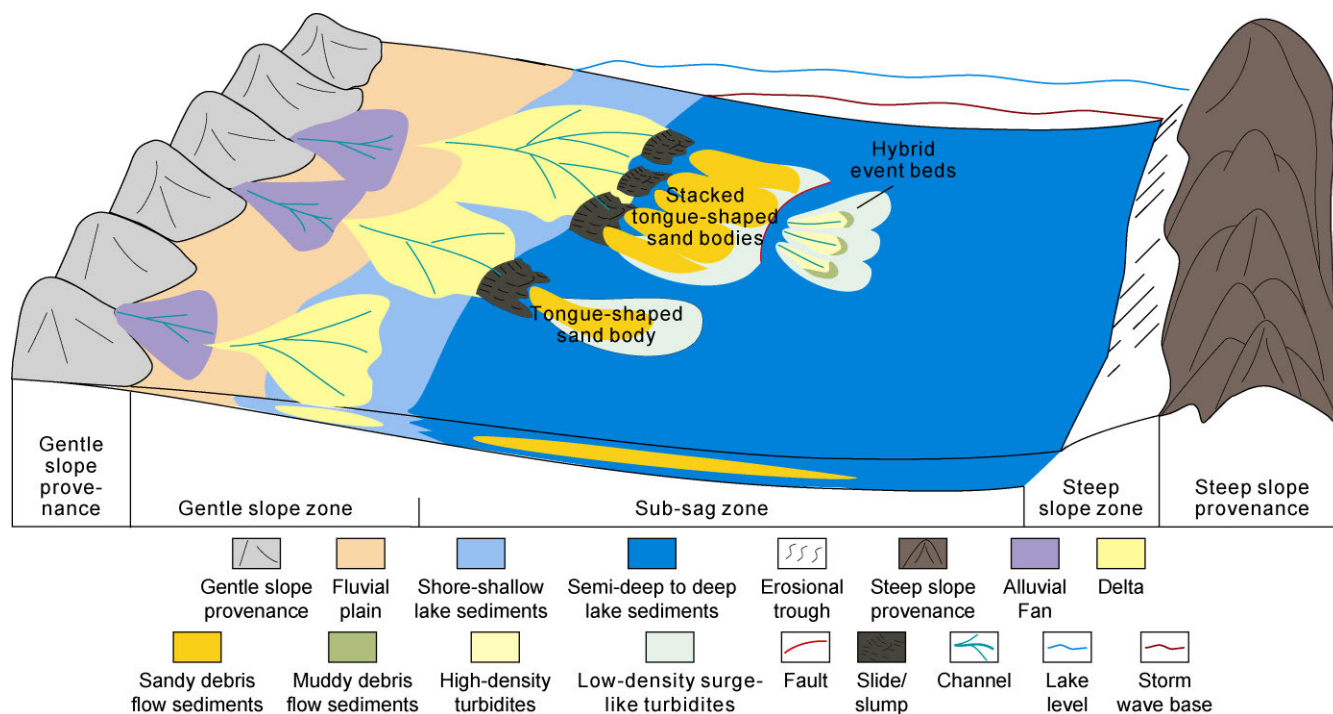 Hybrid
event beds
Stacked
tongue-shaped
sand bodies
Tongue-shaped
sand body
Gentle
slope
prove-
nance
Gentle slope zone
Sub-sag zone
Steep
slope zone
Steep slope
provenance
Gentle slope
provenance
Fluvial
plain
Shore-shallow
lake sediments
Semi-deep to deep
lake sediments
Erosional
trough
Steep slope
provenance
Alluvial
Fan
Delta
Sandy debris
flow sediments
Muddy debris
flow sediments
High-density
turbidites
Low-density surge-
like turbidites
Fault
Slide/
slump
Channel
Lake
level
Storm
wave base